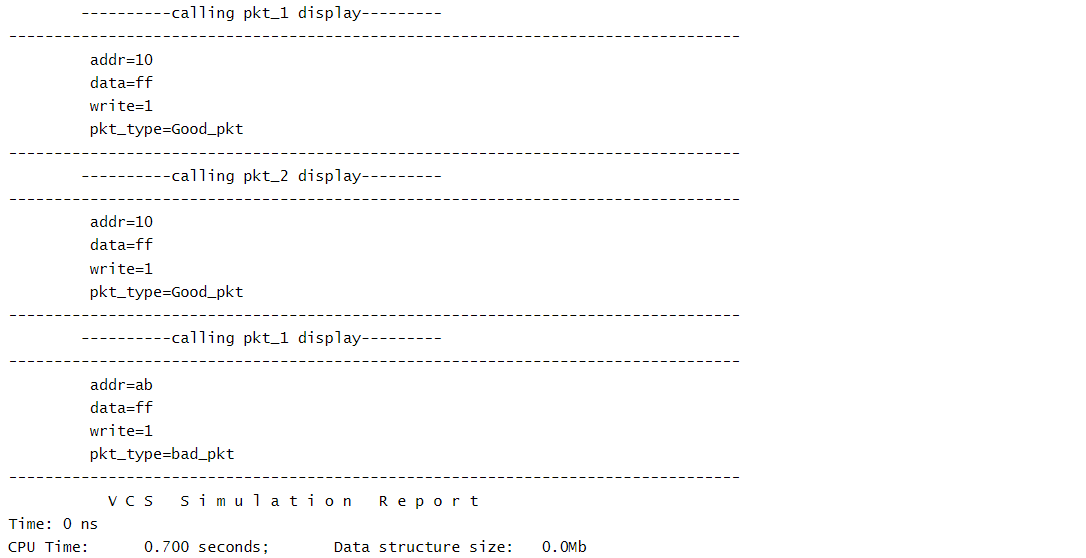 ----------calling pkt_1 display---------
---------------------------------------------------------------------------------
addr=10
data=ff
write=1
pkt_type=Good_pkt
---------------------------------------------------------------------------------
----------calling pkt_2 display---------
---------------------------------------------------------------------------------
addr=10
data=ff
write=1
pkt_type=Good_pkt
---------------------------------------------------------------------------------
----------calling pkt_1 display---------
---------------------------------------------------------------------------------
addr=ab
data=ff
write=1
pkt_type=bad_pkt
---------------------------------------------------------------------------------
V C S   S i m u l a t i o n   R e p o r t
Time: 0 ns
CPU Time:      0.700 seconds;       Data structure size:   0.0Mb